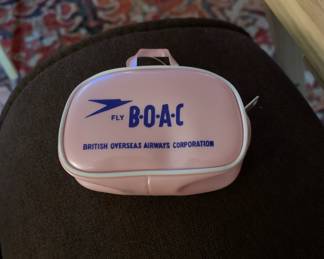 FLY B·O·A·C
BRITISH OVERSEAS AIRWAYS CORPORATION